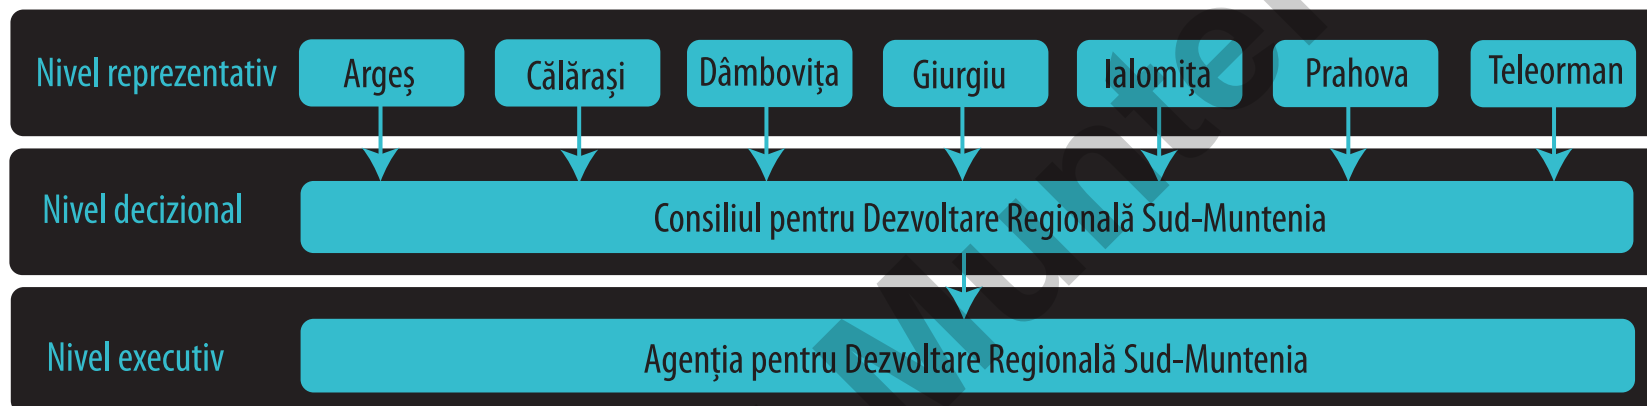 Nivel reprezentativ Argeș Călărași Dâmbovița Giurgiu Ialomița Prahova Teleorman
Nivel decizional Consiliul pentru Dezvoltare Regională Sud-Muntenia
Nivel executiv Agenția pentru Dezvoltare Regională Sud-Muntenia